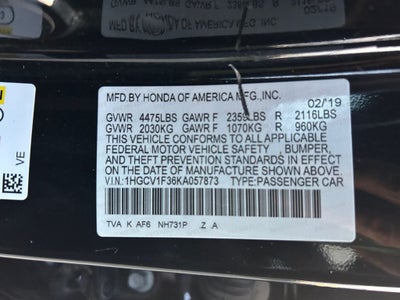 MFD.BY HONDA OF AMERICA MFG.,INC. 02/19
GVWR 4475LBS GAWR F 2359LBS R 2116LBS
GVWR 2030KG GAWR F 1070KG R 960KG
THIS VEHICLE CONFORMS TO ALL APPLICABLE
FEDERAL MOTOR VEHICLE SAFETY , BUMPER,
AND THEFT PREVENTION STANDARDS IN EFFECT
ON THE DATE OF MANUFACTURE SHOWN ABOVE.
VIN:1HGCV1F36KA057873 TYPE:PASSENGER CAR
TVA K AF6 NH731P Z A
VE